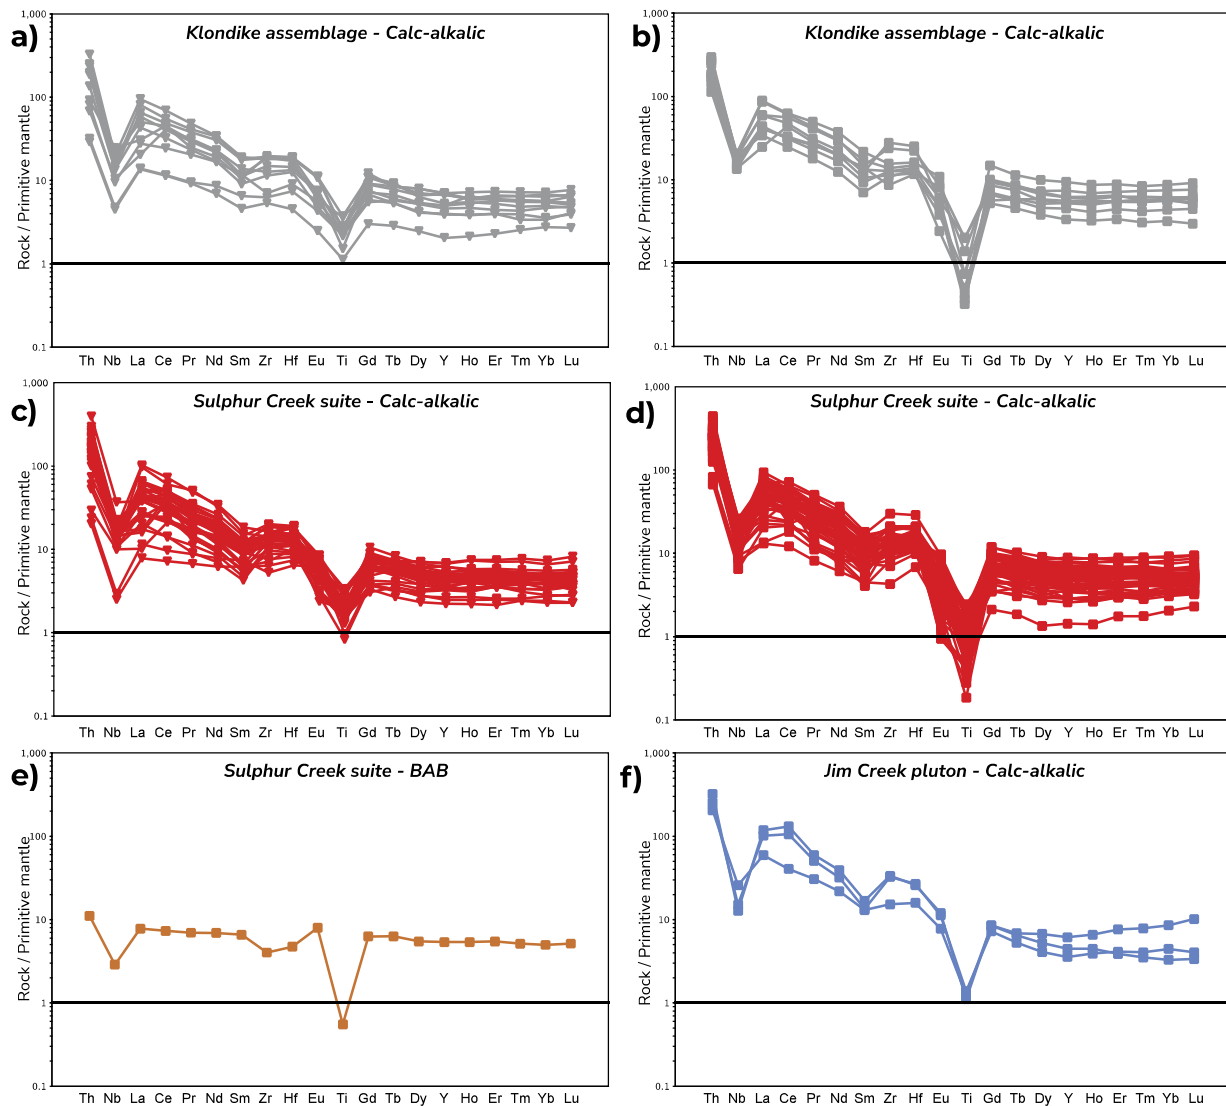 a)
Klondike assemblage - Calc-alkalic
1,000
100
10
1
0.1
Rock / Primitive mantle
Th Nb La Ce Pr Nd Sm Zr Hf Eu Ti Gd Tb Dy Y Ho Er Tm Yb Lu
b)
Klondike assemblage - Calc-alkalic
1,000
100
10
1
0.1
Rock / Primitive mantle
Th Nb La Ce Pr Nd Sm Zr Hf Eu Ti Gd Tb Dy Y Ho Er Tm Yb Lu
c)
Sulphur Creek suite - Calc-alkalic
1,000
100
10
1
0.1
Rock / Primitive mantle
Th Nb La Ce Pr Nd Sm Zr Hf Eu Ti Gd Tb Dy Y Ho Er Tm Yb Lu
d)
Sulphur Creek suite - Calc-alkalic
1,000
100
10
1
0.1
Rock / Primitive mantle
Th Nb La Ce Pr Nd Sm Zr Hf Eu Ti Gd Tb Dy Y Ho Er Tm Yb Lu
e)
Sulphur Creek suite - BAB
1,000
100
10
1
0.1
Rock / Primitive mantle
Th Nb La Ce Pr Nd Sm Zr Hf Eu Ti Gd Tb Dy Y Ho Er Tm Yb Lu
f)
Jim Creek pluton - Calc-alkalic
1,000
100
10
1
0.1
Rock / Primitive mantle
Th Nb La Ce Pr Nd Sm Zr Hf Eu Ti Gd Tb Dy Y Ho Er Tm Yb Lu